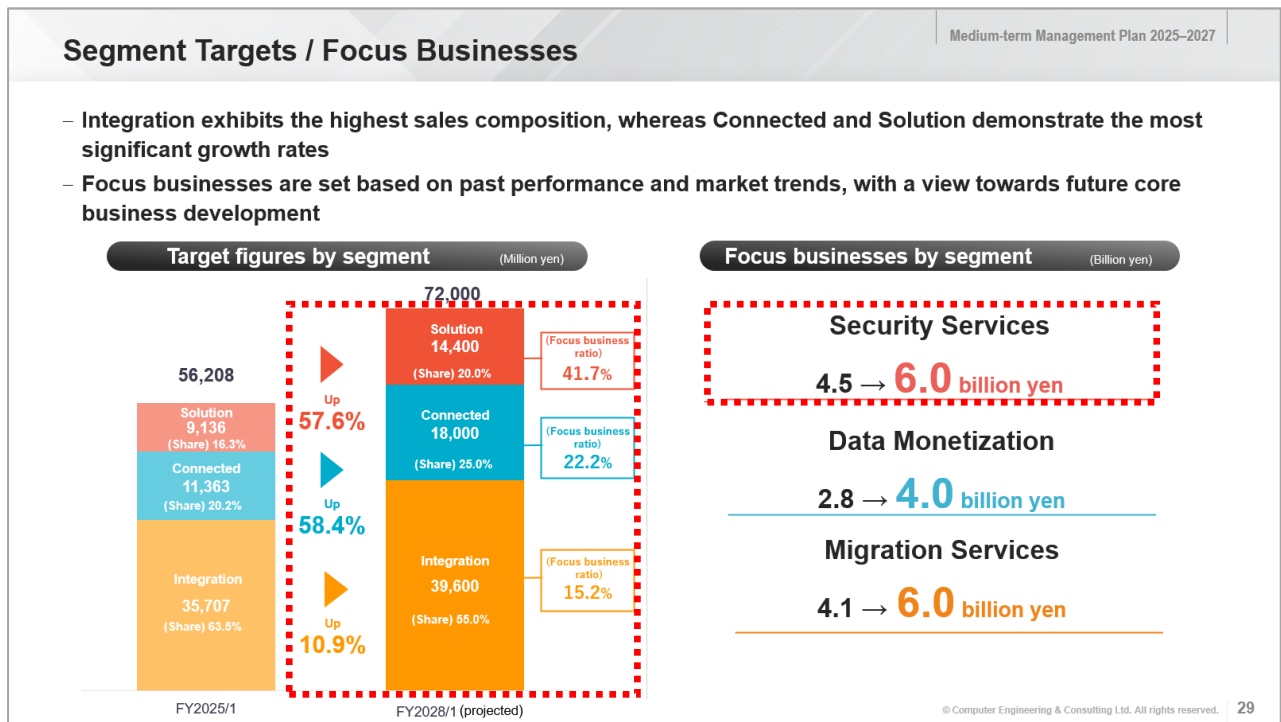 Segment Targets / Focus Businesses
Medium-term Management Plan 2025–2027
– Integration exhibits the highest sales composition, whereas Connected and Solution demonstrate the most
significant growth rates
– Focus businesses are set based on past performance and market trends, with a view towards future core
business development
Target figures by segment (Million yen)
56,208
Solution
9,136
(Share) 16.3%
Connected
11,363
(Share) 20.2%
Integration
35,707
(Share) 63.5%
FY2025/1
Up
57.6%
Up
58.4%
Up
10.9%
72,000
Solution
14,400
(Share) 20.0%
Connected
18,000
(Share) 25.0%
Integration
39,600
(Share) 55.0%
FY2028/1 (projected)
(Focus business
ratio)
41.7%
(Focus business
ratio)
22.2%
(Focus business
ratio)
15.2%
Focus businesses by segment (Billion yen)
Security Services
4.5 → 6.0 billion yen
Data Monetization
2.8 → 4.0 billion yen
Migration Services
4.1 → 6.0 billion yen
© Computer Engineering & Consulting Ltd. All rights reserved.
29